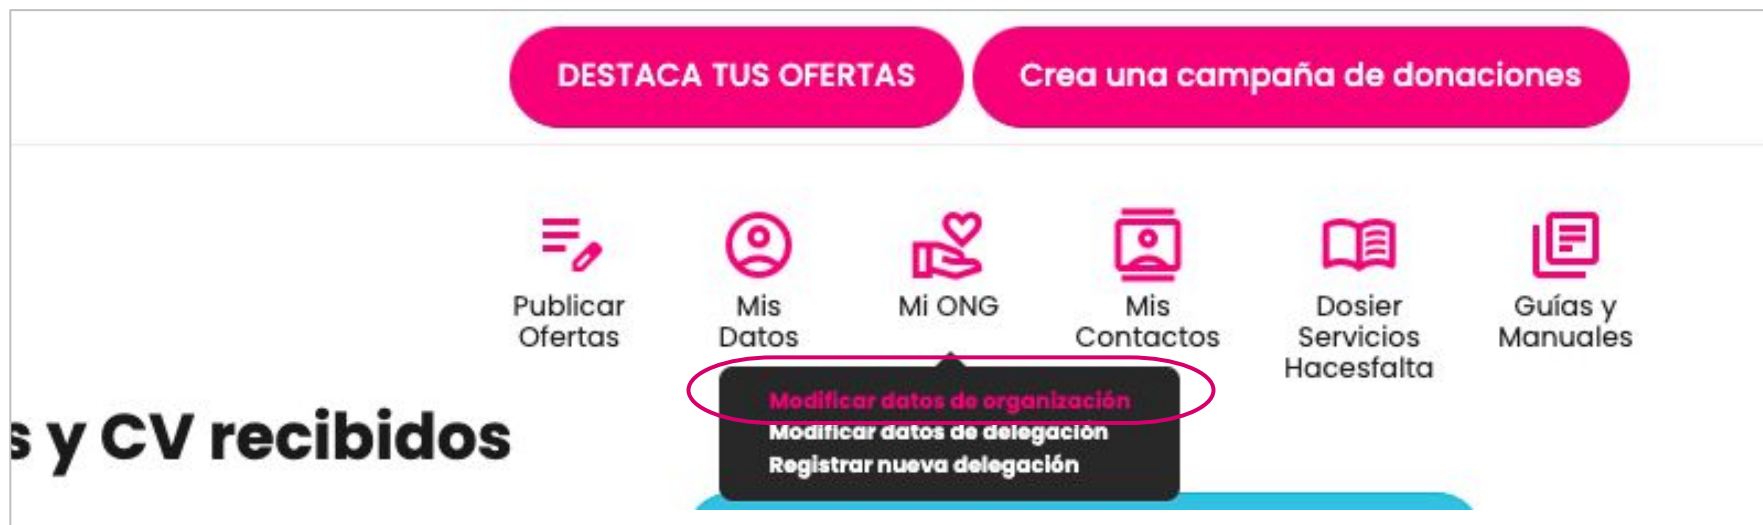 DESTACA TUS OFERTAS
Crea una campaña de donaciones
Publicar
Ofertas
Mis
Datos
Mi ONG
Mis
Contactos
Dosier
Servicios
Hacesfalta
Guías y
Manuales
Modificar datos de organización
Modificar datos de delegación
Registrar nueva delegación
s y CV recibidos